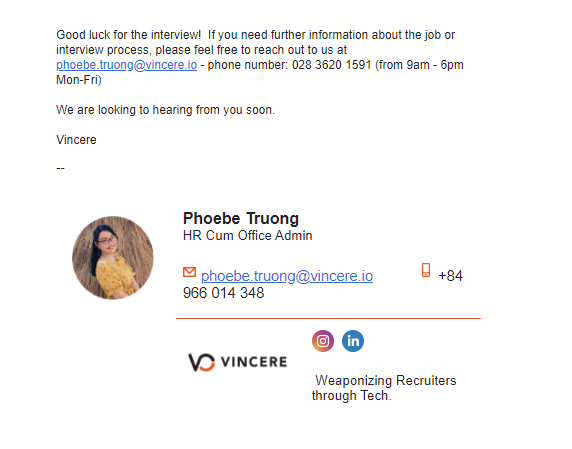 Good luck for the interview!  If you need further information about the job or
interview process, please feel free to reach out to us at
phoebe.truong@vincere.io - phone number: 028 3620 1591 (from 9am - 6pm
Mon-Fri)
We are looking to hearing from you soon.
Vincere
--
Phoebe Truong
HR Cum Office Admin
phoebe.truong@vincere.io +84
966 014 348
in
VINCERE
Weaponizing Recruiters
through Tech.